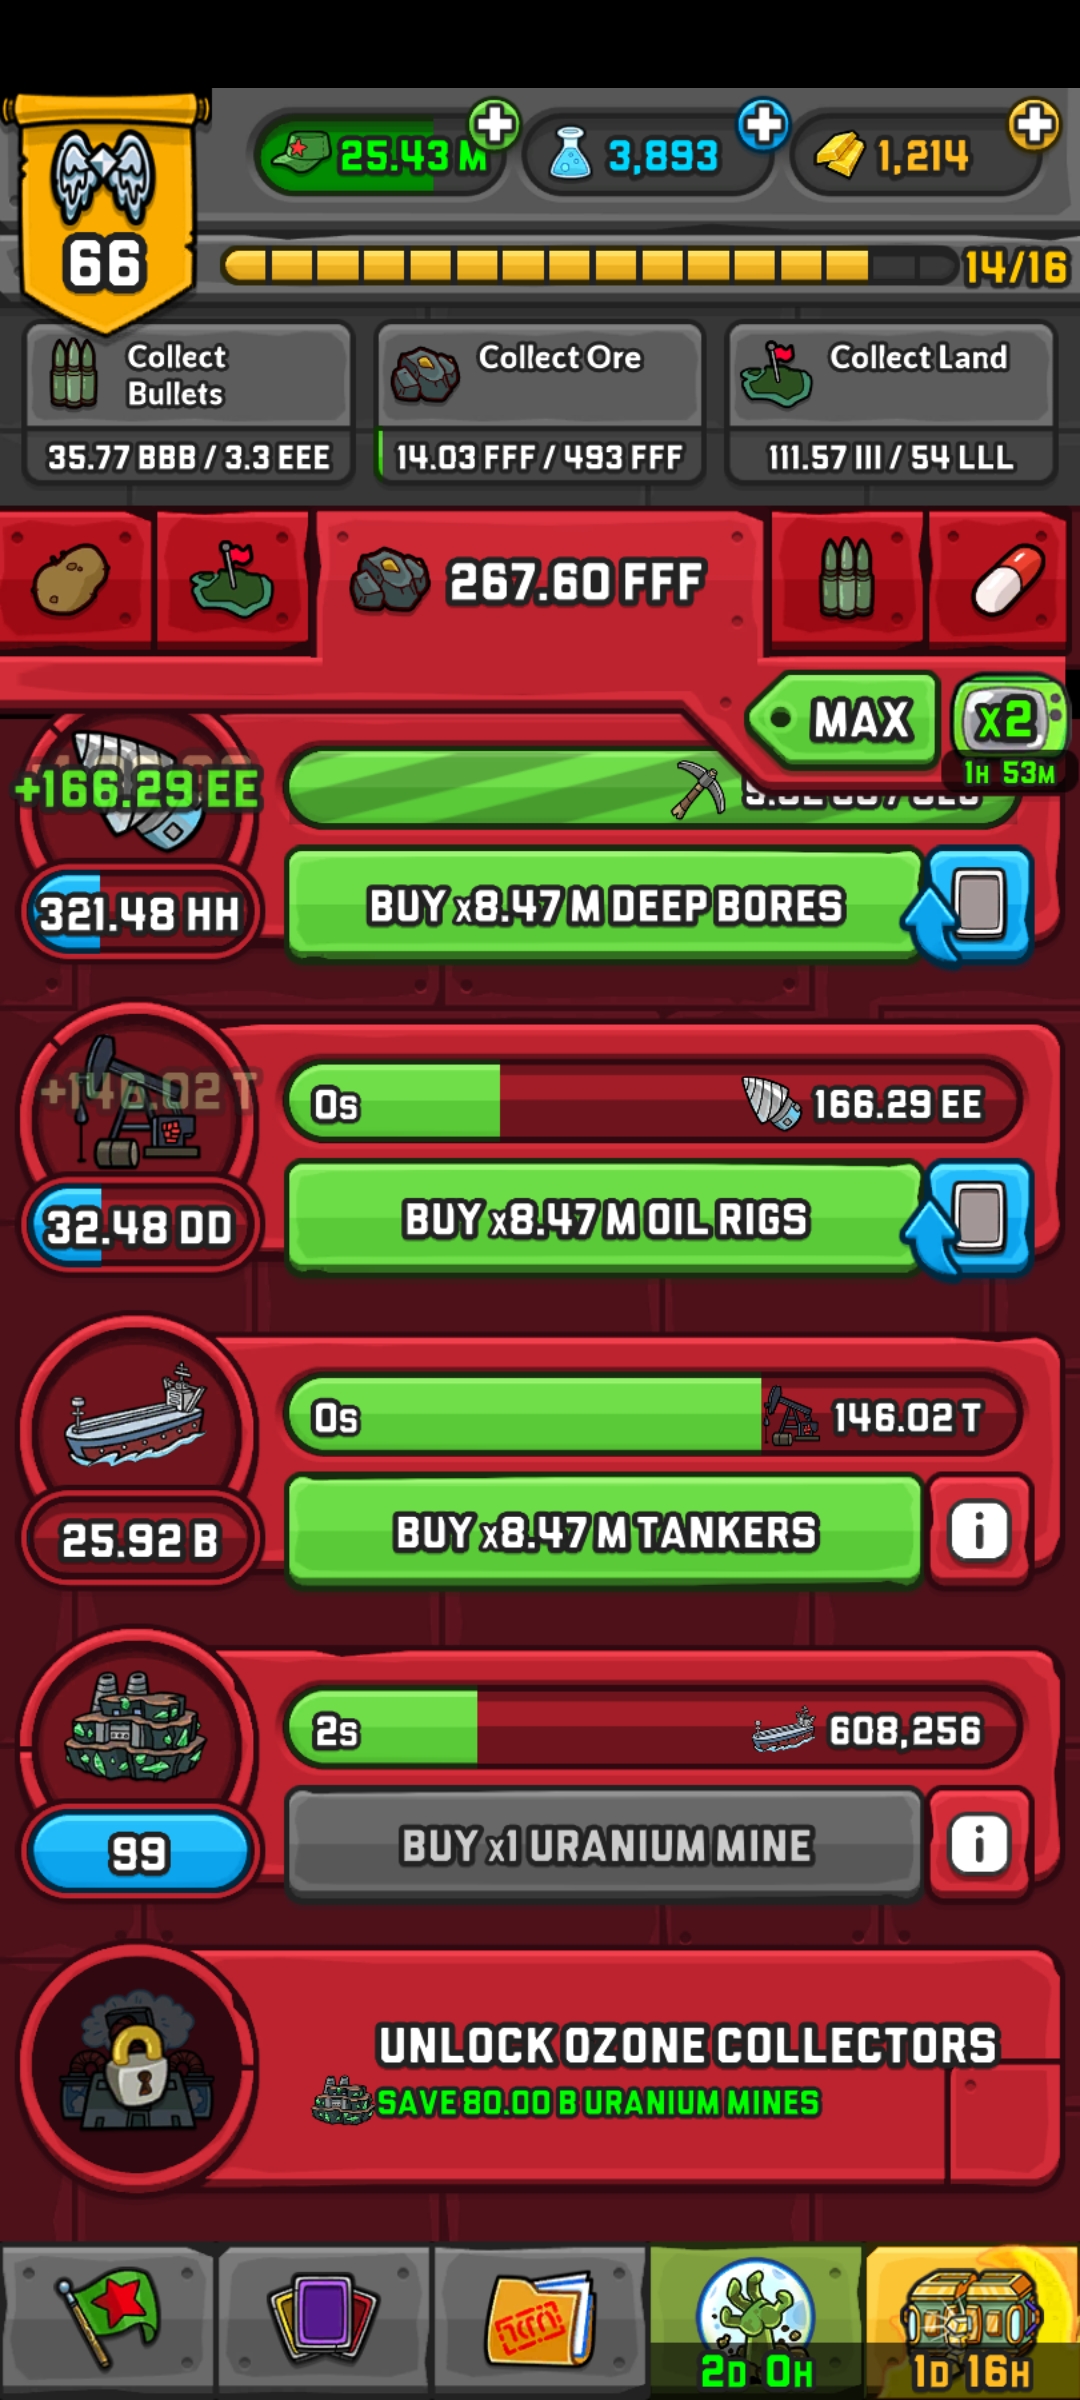 25.43 M
3,893
1,214
66
14/16
Collect
Bullets
Collect Ore
Collect Land
35.77 BBB / 3.3 EEE
14.03 FFF / 493 FFF
111.57 III / 54 LLL
267.60 FFF
MAX
x2
1H 53M
+166.29 EE
321.48 HH
BUY x8.47 M DEEP BORES
+146.02 T
0s
166.29 EE
32.48 DD
BUY x8.47 M OIL RIGS
0s
146.02 T
25.92 B
BUY x8.47 M TANKERS
i
2s
608,256
99
BUY x1 URANIUM MINE
i
UNLOCK OZONE COLLECTORS
SAVE 80.00 B URANIUM MINES
2D 0H
1D 16H